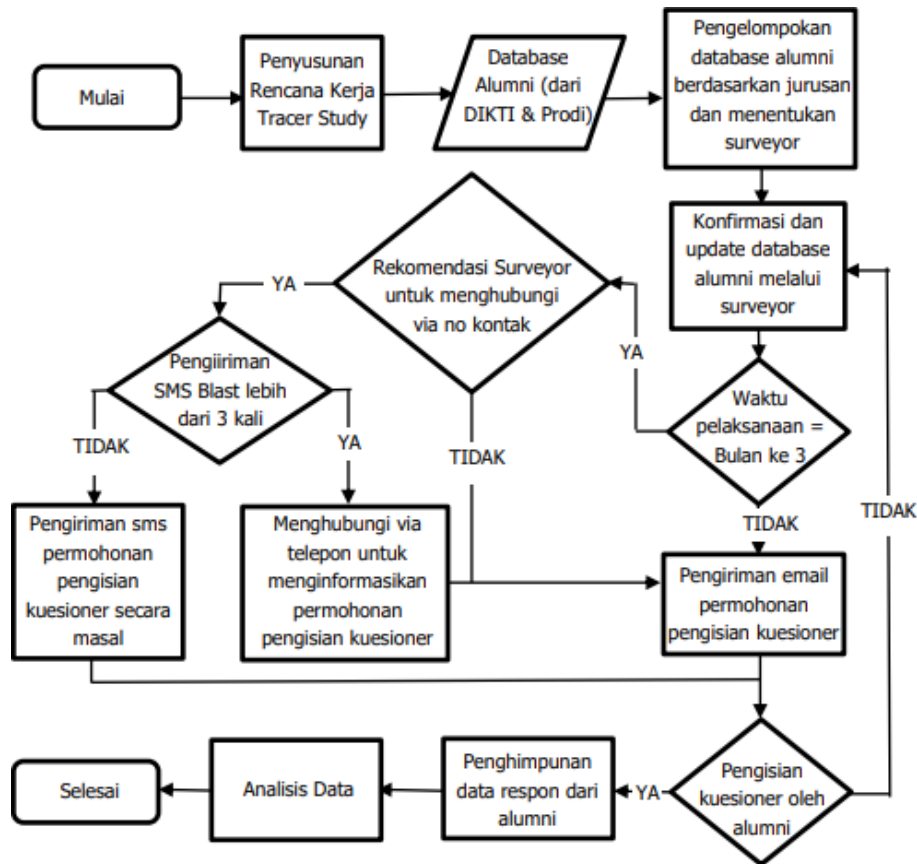 Mulai
Penyusunan
Rencana Kerja
Tracer Study
Database
Alumni (dari
DIKTI & Prodi)
Pengelompokan
database alumni
berdasarkan jurusan
dan menentukan
surveyor
Konfirmasi dan
update database
alumni melalui
surveyor
Rekomendasi Surveyor
untuk menghubungi
via no kontak
YA
YA
Pengiiriman
SMS Blast lebih
dari 3 kali
Waktu
pelaksanaan =
Bulan ke 3
TIDAK
YA
TIDAK
TIDAK
TIDAK
Pengiriman sms
permohonan
pengisian
kuesioner secara
masal
Menghubungi via
telepon untuk
menginformasikan
permohonan
pengisian kuesioner
Pengiriman email
permohonan
pengisian kuesioner
Pengisian
kuesioner oleh
alumni
YA
Penghimpunan
data respon dari
alumni
Analisis Data
Selesai